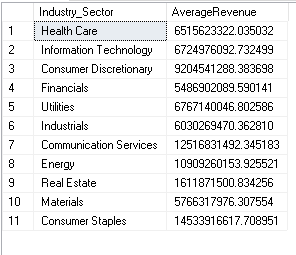 Industry_Sector AverageRevenue
1 Health Care 6515623322.035032
2 Information Technology 6724976092.732499
3 Consumer Discretionary 9204541288.383698
4 Financials 5486902089.590141
5 Utilities 6767140046.802586
6 Industrials 6030269470.362810
7 Communication Services 12516831492.345183
8 Energy 10909260153.925521
9 Real Estate 1611871500.834256
10 Materials 5766317976.307554
11 Consumer Staples 14533916617.708951